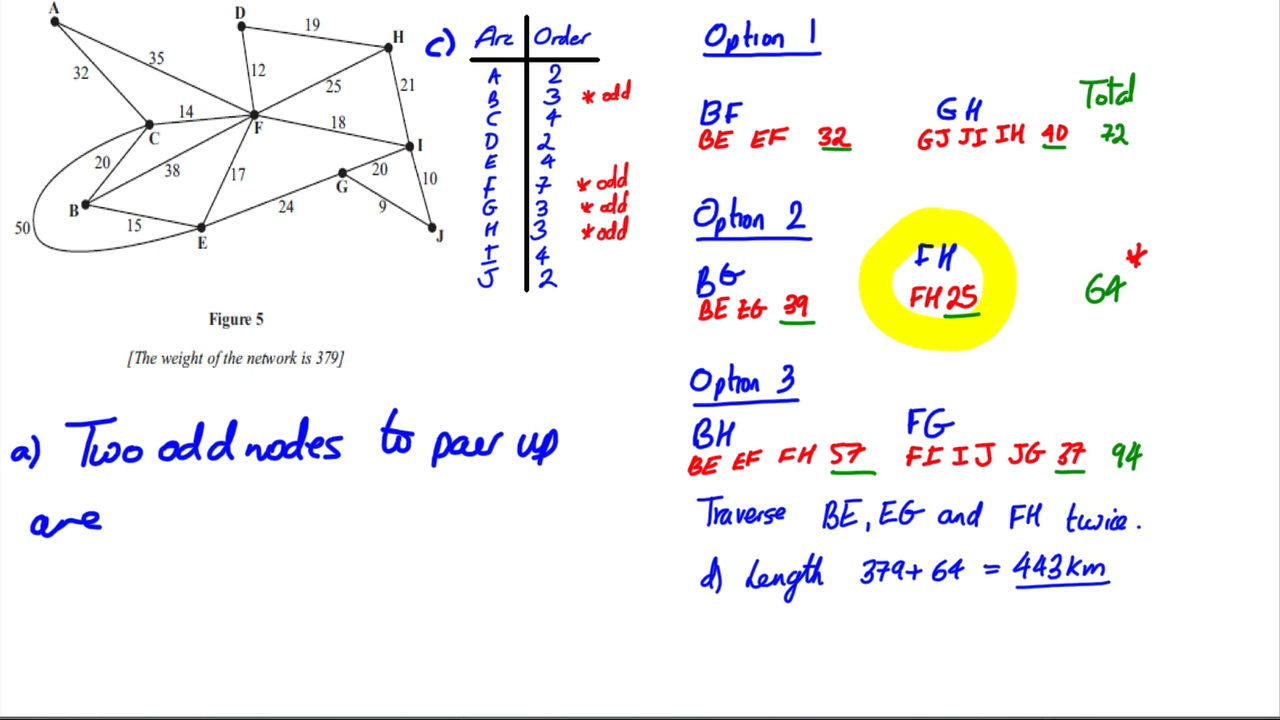 A
D
19
H
35
32
12
25
21
14
F
18
C
I
20
38
17
20
G
10
B
24
9
15
50
E
J
Figure 5
[The weight of the network is 379]
a) Two odd nodes to pair up
are
c) Arc Order
A 2
B 3 * odd
C 4
D 2
E 4
F 7 * odd
G 3 * odd
H 3 * odd
I 4
J 2
Option 1
Total
BF GH
BE EF 32 GJ JI IH 40 72
Option 2
BG FH *
BE EG 39 FH 25 64
Option 3
BH FG
BE EF FH 57 FI IJ JG 37 94
Traverse BE, EG and FH twice.
d) Length 379 + 64 = 443km